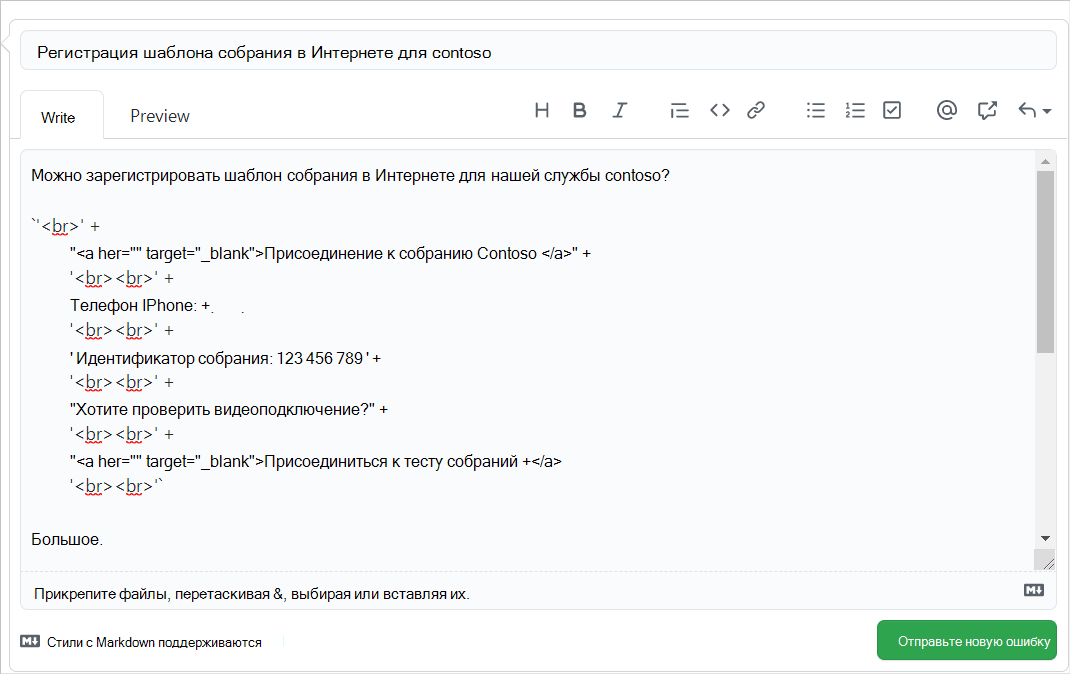 Регистрация шаблона собрания в Интернете для contoso
Write Preview H B I
Можно зарегистрировать шаблон собрания в Интернете для нашей службы contoso?
`'<br>' +
"<a her="" target="_blank">Присоединение к собранию Contoso </a>" +
'<br><br>' +
Телефон IPhone: +. .
'<br><br>' +
' Идентификатор собрания: 123 456 789 ' +
'<br><br>' +
"Хотите проверить видеоподключение?" +
'<br><br>' +
"<a her="" target="_blank">Присоединиться к тесту собраний +</a>
'<br><br>'`
Большое.
Прикрепите файлы, перетаскивая &, выбирая или вставляя их.
Стили с Markdown поддерживаются
Отправьте новую ошибку